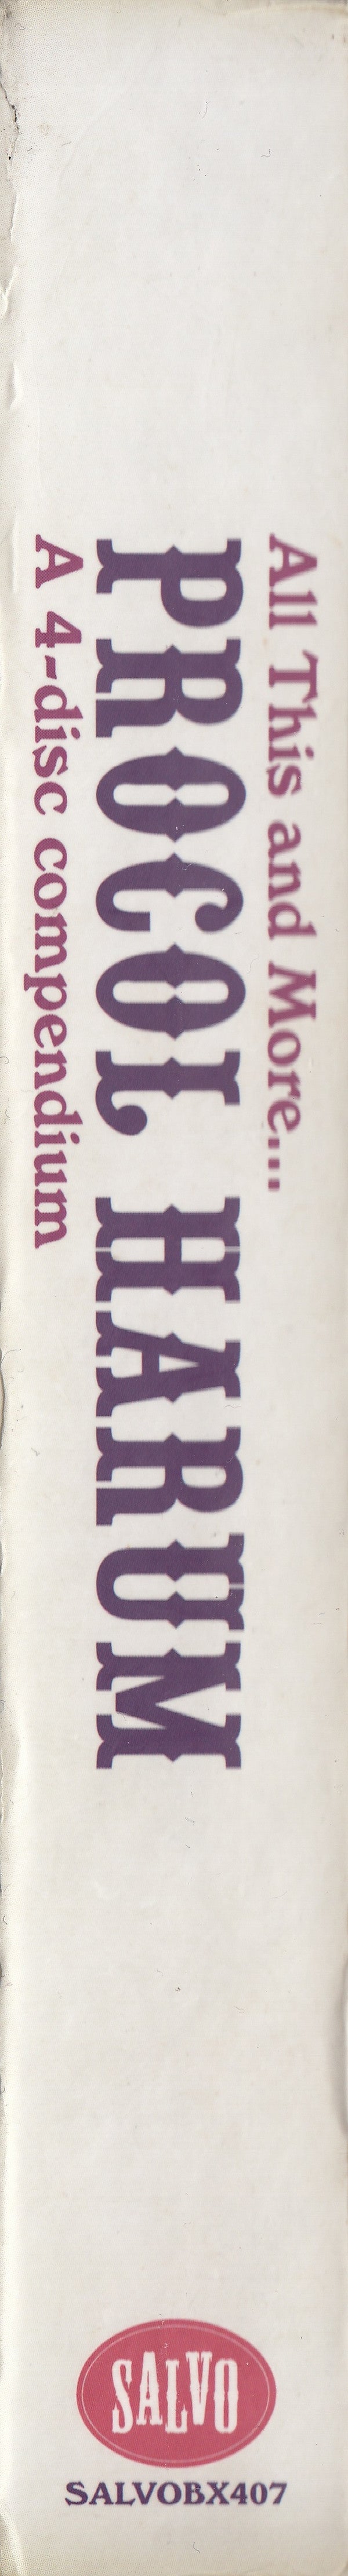 All This and More...
PROCOL HARUM
A 4-disc compendium
SALVO
SALVOBX407